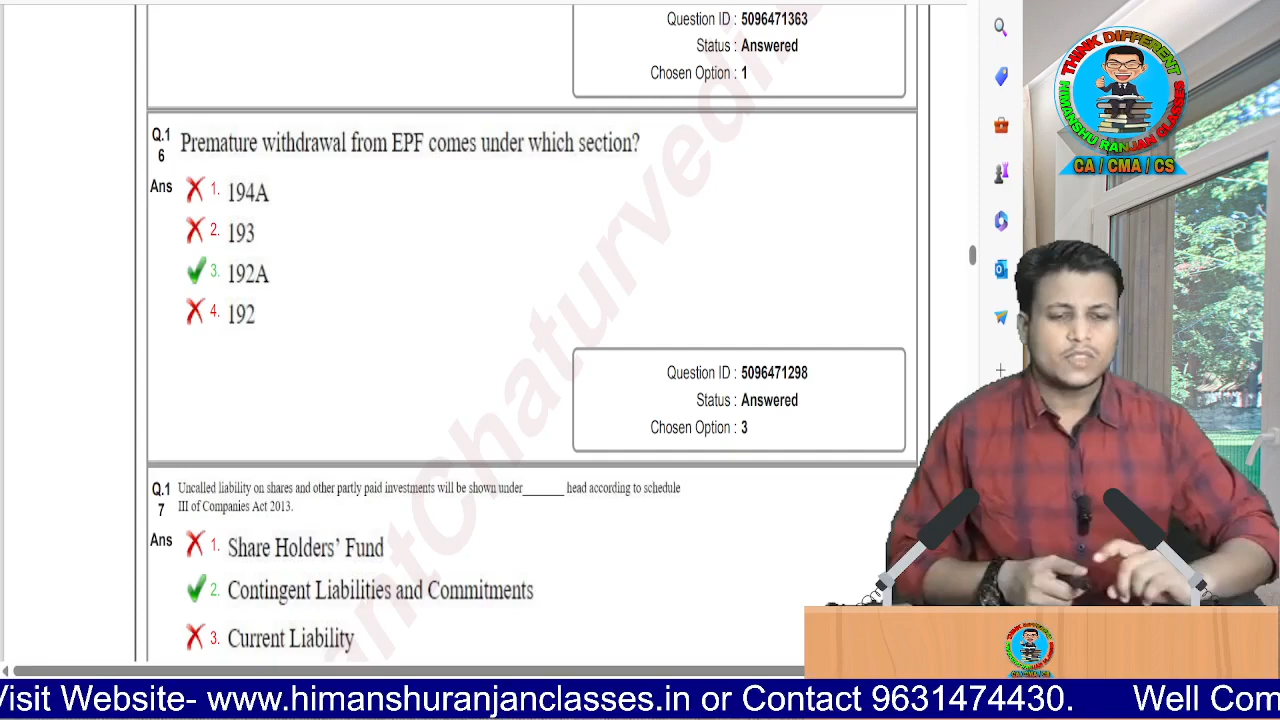 Question ID : 5096471363
Status : Answered
Chosen Option : 1
Q.1
6
Premature withdrawal from EPF comes under which section?
Ans
1. 194A
2. 193
3. 192A
4. 192
Question ID : 5096471298
Status : Answered
Chosen Option : 3
Q.1
7
Uncalled liability on shares and other partly paid investments will be shown under_______ head according to schedule
III of Companies Act 2013.
Ans
1. Share Holders’ Fund
2. Contingent Liabilities and Commitments
3. Current Liability
THINK DIFFERENT
HIMANSHU RANJAN CLASSES
CA / CMA / CS
Visit Website- www.himanshuranjanclasses.in or Contact 9631474430. Well Com